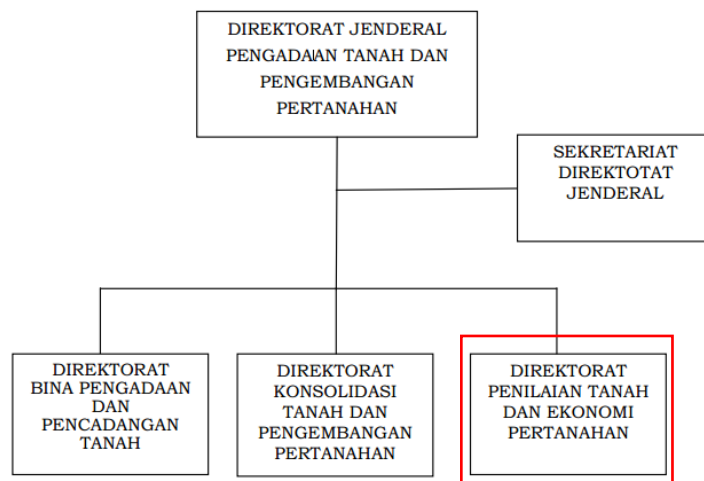 DIREKTORAT JENDERAL
PENGADAIAN TANAH DAN
PENGEMBANGAN
PERTANAHAN
SEKRETARIAT
DIREKTOTAT
JENDERAL
DIREKTORAT
BINA PENGADAAN
DAN
PENCADANGAN
TANAH
DIREKTORAT
KONSOLIDASI
TANAH DAN
PENGEMBANGAN
PERTANAHAN
DIREKTORAT
PENILAIAN TANAH
DAN EKONOMI
PERTANAHAN